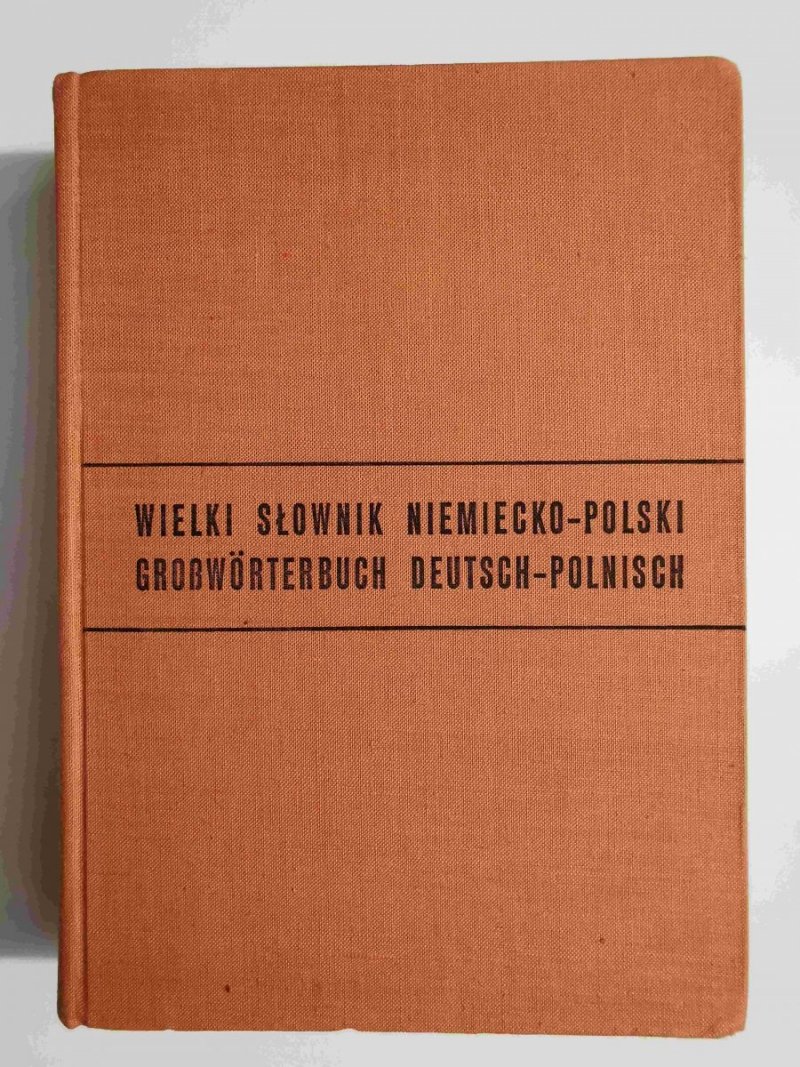 WIELKI SŁOWNIK NIEMIECKO-POLSKI
GROßWÖRTERBUCH DEUTSCH-POLNISCH